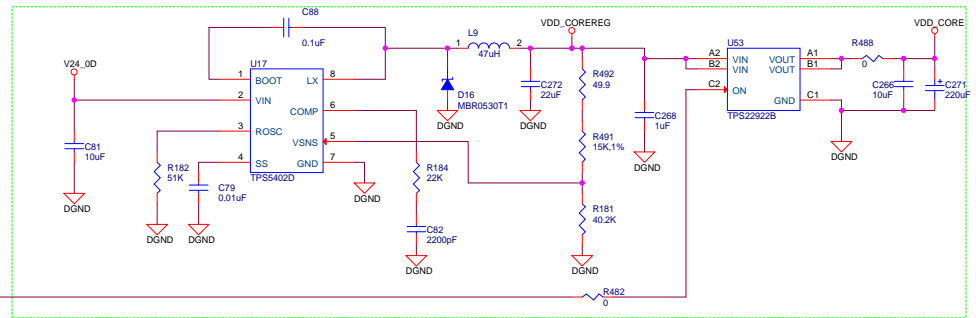 C88
0.1uF
VDD_COREREG
VDD_CORE
V24_0D
U17
1 BOOT LX 8
2 VIN
COMP 6
3 ROSC
VSNS 5
4 SS GND 7
TPS5402D
L9
1 2
47uH
D16
MBR0530T1
DGND
C272
22uF
DGND
R492
49.9
R491
15K,1%
R181
40.2K
DGND
C268
1uF
DGND
U53
A2 VIN VOUT A1
B2 VIN VOUT B1
C2 ON
GND C1
TPS22922B
R488
0
C266
10uF
C271
220uF
+
DGND
C81
10uF
DGND
R182
51K
DGND
C79
0.01uF
DGND
DGND
R184
22K
C82
2200pF
DGND
R482
0